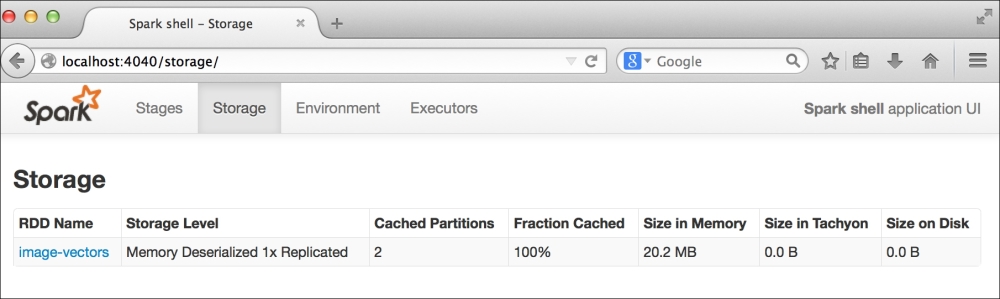 Spark shell - Storage
localhost:4040/storage/
Google
Spark Stages Storage Environment Executors Spark shell application UI
Storage
RDD Name Storage Level Cached Partitions Fraction Cached Size in Memory Size in Tachyon Size on Disk
image-vectors Memory Deserialized 1x Replicated 2 100% 20.2 MB 0.0 B 0.0 B